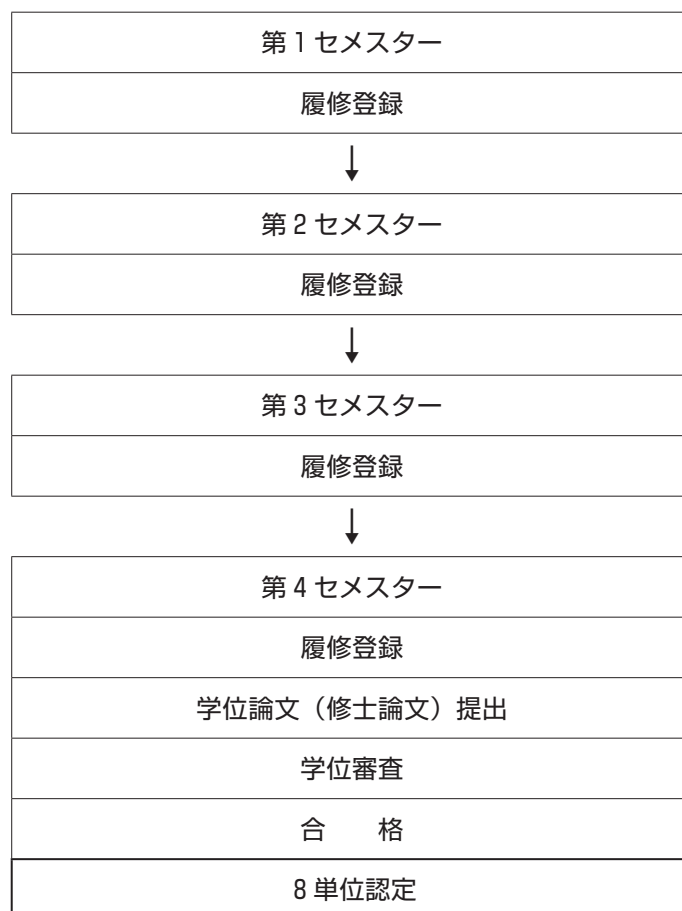 第1セメスター
履修登録
↓
第2セメスター
履修登録
↓
第3セメスター
履修登録
↓
第4セメスター
履修登録
学位論文（修士論文）提出
学位審査
合　　格
8単位認定